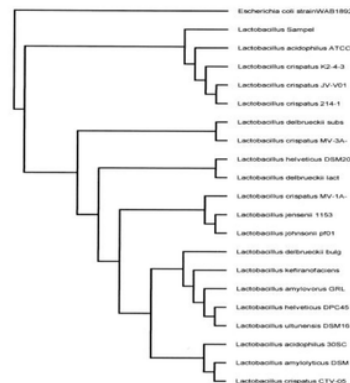 Escherichia coli strainWAB1892
Lactobacillus Sampel
Lactobacillus acidophilus ATCC
Lactobacillus crispatus K2-4-3
Lactobacillus crispatus JV-V01
Lactobacillus crispatus 214-1
Lactobacillus delbrueckii subs
Lactobacillus crispatus MV-3A-
Lactobacillus helveticus DSM20
Lactobacillus delbrueckii lact
Lactobacillus crispatus MV-1A-
Lactobacillus jensenii 1153
Lactobacillus johnsonii pf01
Lactobacillus delbrueckii bulg
Lactobacillus kefiranofaciens
Lactobacillus amylovorus GRL
Lactobacillus helveticus DPC45
Lactobacillus ultunensis DSM16
Lactobacillus acidophilus 30SC
Lactobacillus amylolyticus DSM
Lactobacillus crispatus CTV-05